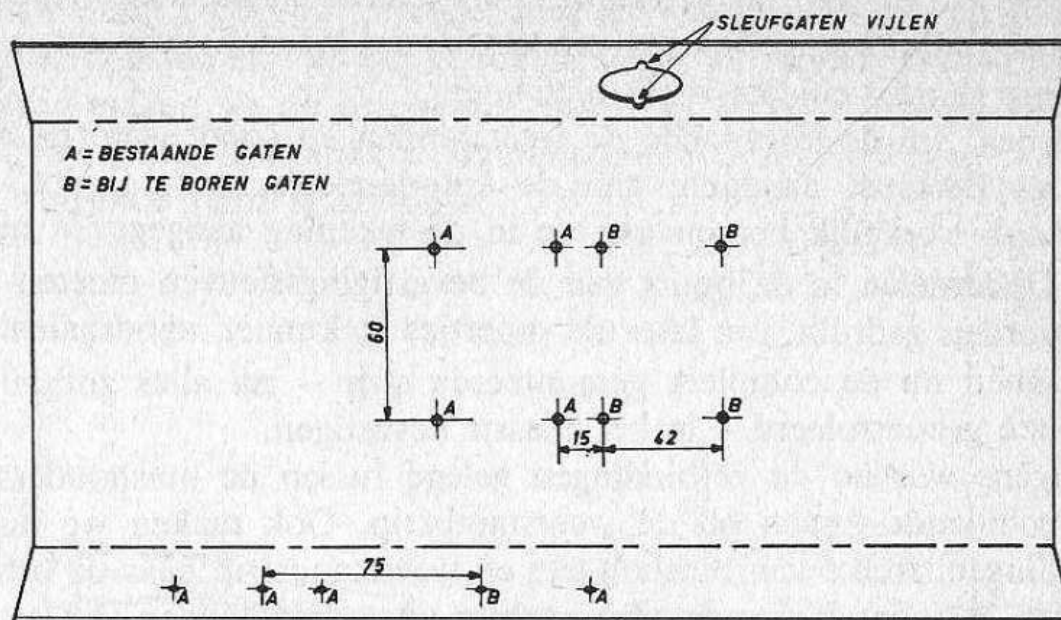 SLEUFGATEN VIJLEN
A = BESTAANDE GATEN
B = BIJ TE BOREN GATEN
A A B B
60
A A B B
15 42
75
A A A B A